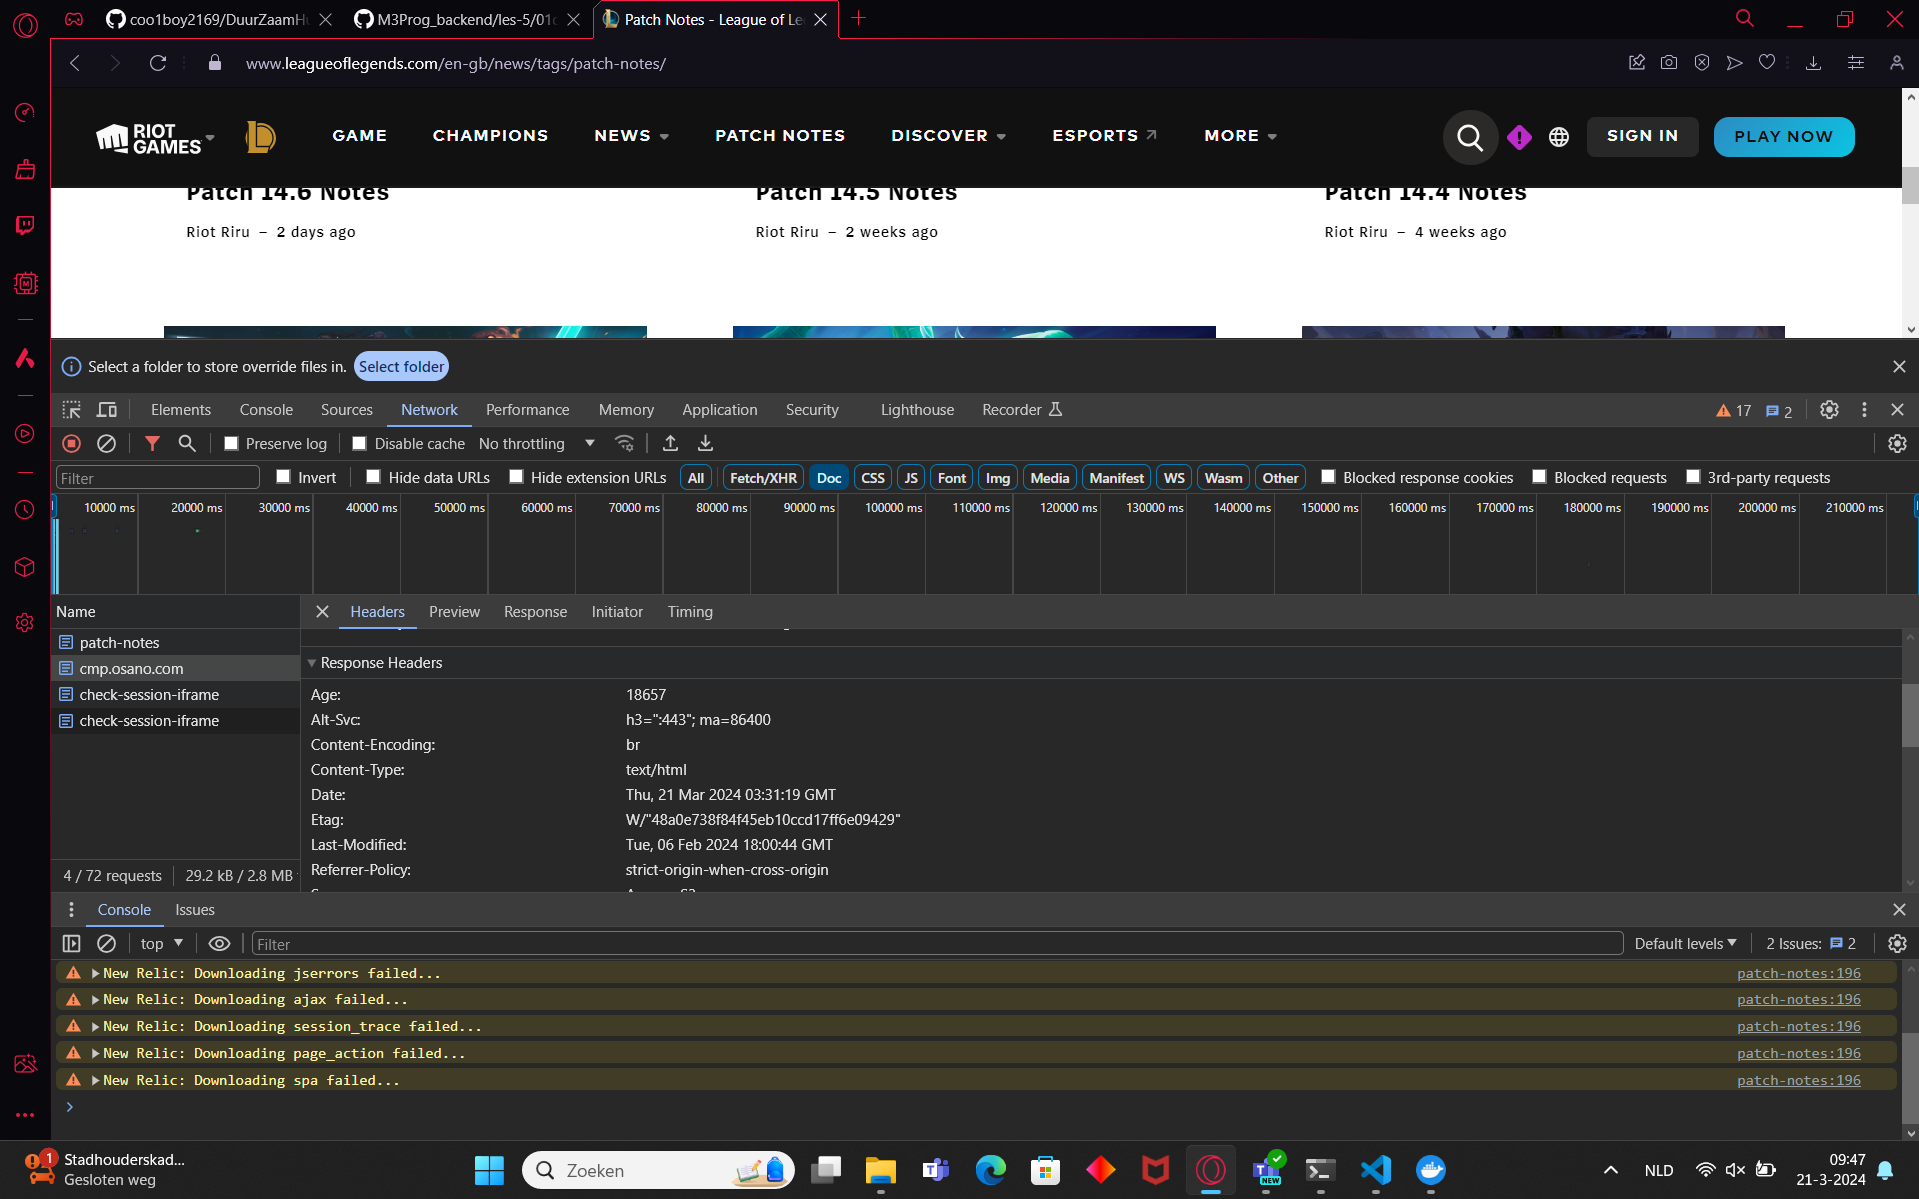 coo1boy2169/DuurZaamHu
M3Prog_backend/les-5/01c
Patch Notes - League of Le
www.leagueoflegends.com/en-gb/news/tags/patch-notes/
RIOT GAMES
GAME
CHAMPIONS
NEWS
PATCH NOTES
DISCOVER
ESPORTS
MORE
SIGN IN
PLAY NOW
Patch 14.6 Notes
Patch 14.5 Notes
Patch 14.4 Notes
Riot Riru – 2 days ago
Riot Riru – 2 weeks ago
Riot Riru – 4 weeks ago
Select a folder to store override files in. Select folder
Elements Console Sources Network Performance Memory Application Security Lighthouse Recorder
17 2
Preserve log Disable cache No throttling
Filter Invert Hide data URLs Hide extension URLs All Fetch/XHR Doc CSS JS Font Img Media Manifest WS Wasm Other Blocked response cookies Blocked requests 3rd-party requests
10000 ms 20000 ms 30000 ms 40000 ms 50000 ms 60000 ms 70000 ms 80000 ms 90000 ms 100000 ms 110000 ms 120000 ms 130000 ms 140000 ms 150000 ms 160000 ms 170000 ms 180000 ms 190000 ms 200000 ms 210000 ms
Name
Headers Preview Response Initiator Timing
patch-notes
cmp.osano.com
check-session-iframe
check-session-iframe
Response Headers
Age: 18657
Alt-Svc: h3=":443"; ma=86400
Content-Encoding: br
Content-Type: text/html
Date: Thu, 21 Mar 2024 03:31:19 GMT
Etag: W/"48a0e738f84f45eb10ccd17ff6e09429"
Last-Modified: Tue, 06 Feb 2024 18:00:44 GMT
Referrer-Policy: strict-origin-when-cross-origin
4 / 72 requests 29.2 kB / 2.8 MB
Console Issues
top Filter Default levels 2 Issues: 2
New Relic: Downloading jserrors failed... patch-notes:196
New Relic: Downloading ajax failed... patch-notes:196
New Relic: Downloading session_trace failed... patch-notes:196
New Relic: Downloading page_action failed... patch-notes:196
New Relic: Downloading spa failed... patch-notes:196
1
Stadhouderskad...
Gesloten weg
Zoeken
NEW
NLD
09:47
21-3-2024